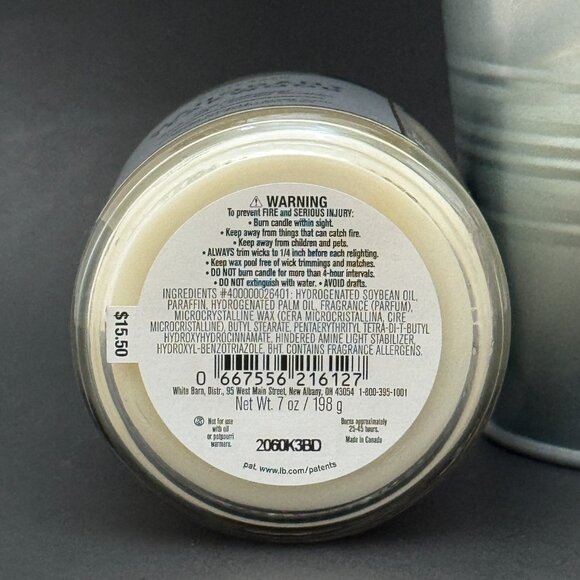 ⚠ WARNING
To prevent FIRE and SERIOUS INJURY:
• Burn candle within sight.
• Keep away from things that can catch fire.
• Keep away from children and pets.
• ALWAYS trim wicks to 1/4 inch before each relighting.
• Keep wax pool free of wick trimmings and matches.
• DO NOT burn candle for more than 4-hour intervals.
• DO NOT extinguish with water. • AVOID drafts.
INGREDIENTS #400000026401: HYDROGENATED SOYBEAN OIL,
PARAFFIN, HYDROGENATED PALM OIL, FRAGRANCE (PARFUM),
MICROCRYSTALLINE WAX (CERA MICROCRISTALLINA, CIRE
MICROCRISTALLINE), BUTYL STEARATE, PENTAERYTHRITYL TETRA-DI-T-BUTYL
HYDROXYHYDROCINNAMATE, HINDERED AMINE LIGHT STABILIZER,
HYDROXYL-BENZOTRIAZOLE, BHT. CONTAINS FRAGRANCE ALLERGENS.
0 667556 216127
White Barn, Distr., 95 West Main Street, New Albany, OH 43054 1-800-395-1001
Net Wt. 7 oz / 198 g
Not for use
with oil
or potpourri
warmers.
Burns approximately
25-45 hours.
Made in Canada
2060K3BD
pat. www.lb.com/patents
$15.50